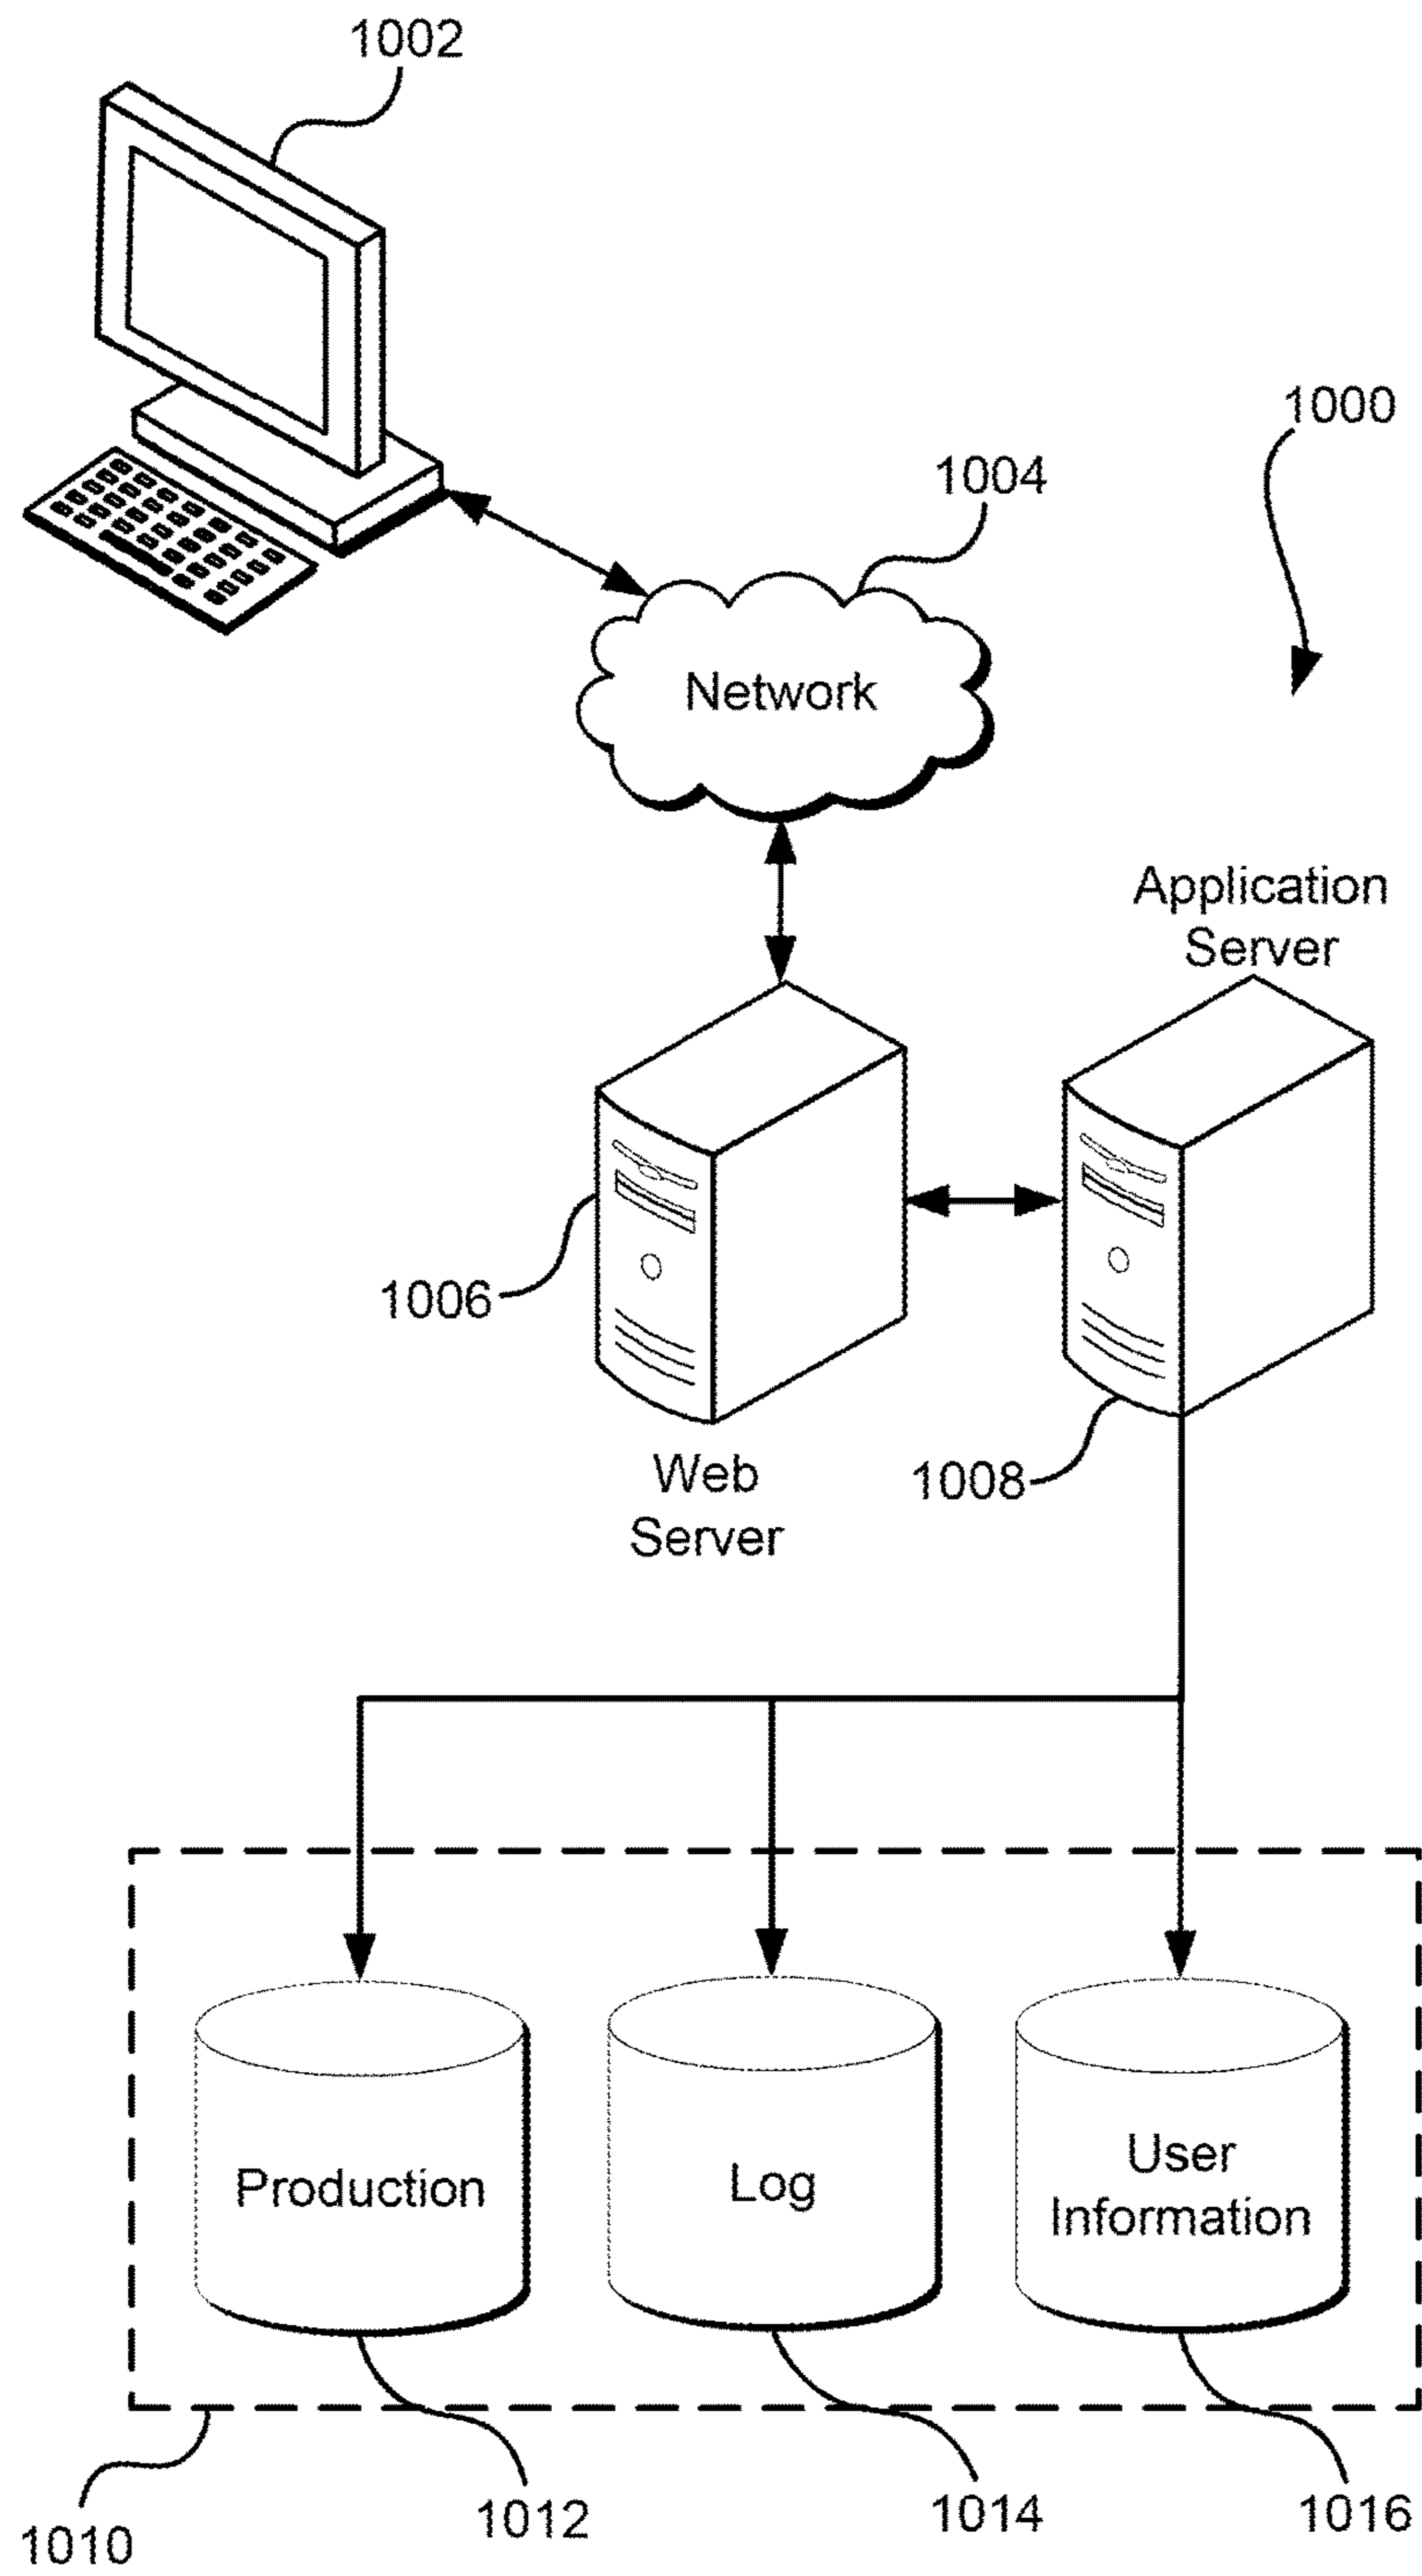 1002
1000
1004
Network
Application
Server
1006
Web
Server
1008
Production
Log
User
Information
1010
1012
1014
1016